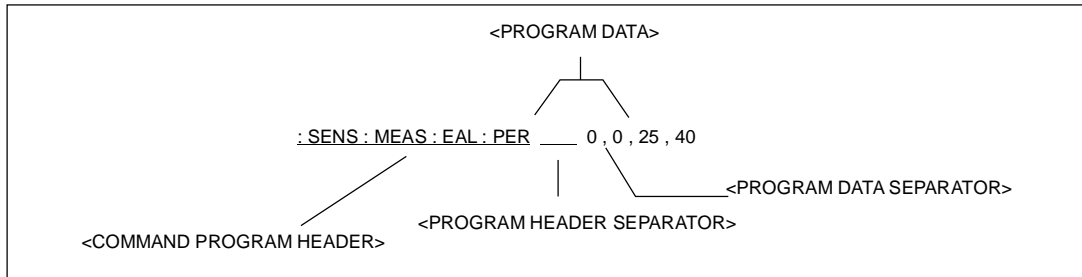 <PROGRAM DATA>
: SENS : MEAS : EAL : PER ___ 0 , 0 , 25 , 40
<PROGRAM DATA SEPARATOR>
<PROGRAM HEADER SEPARATOR>
<COMMAND PROGRAM HEADER>